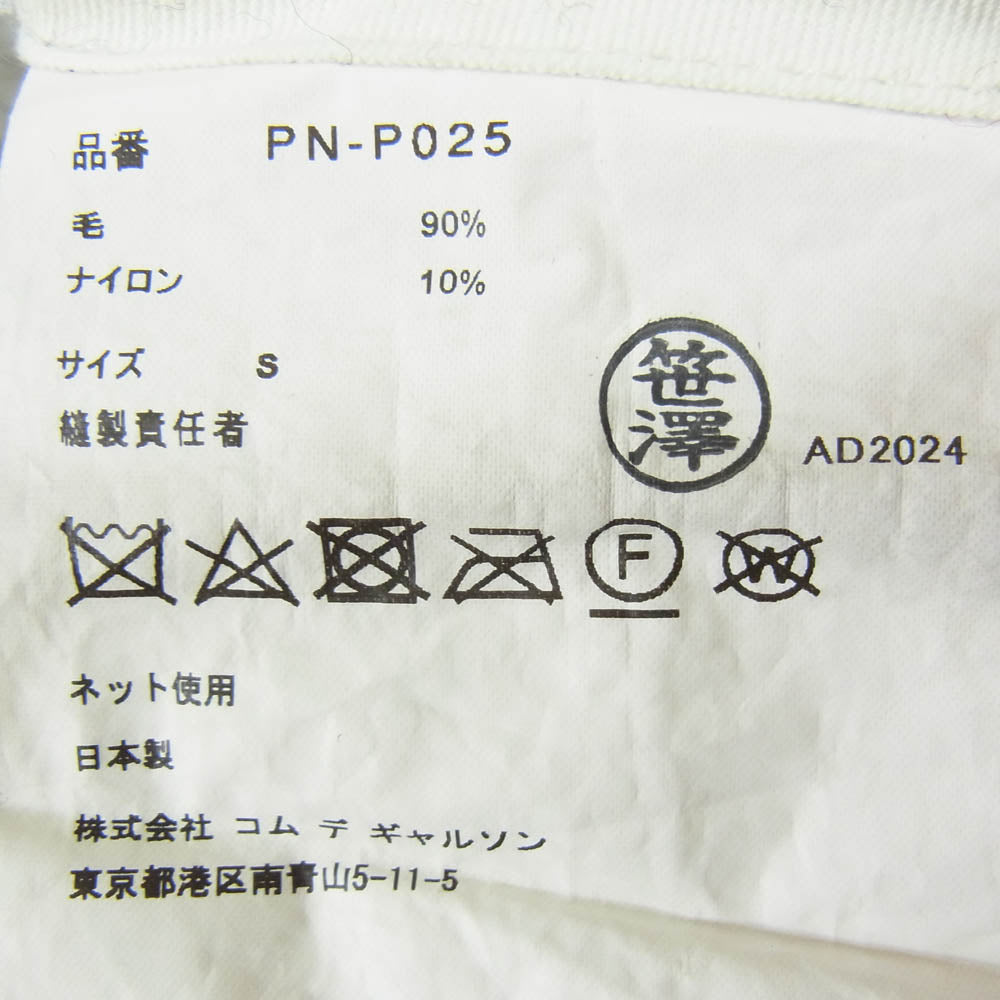 品番 PN-P025
毛 90%
ナイロン 10%
サイズ S
縫製責任者
笹澤
AD2024
F
W
ネット使用
日本製
株式会社 コム デ ギャルソン
東京都港区南青山5-11-5